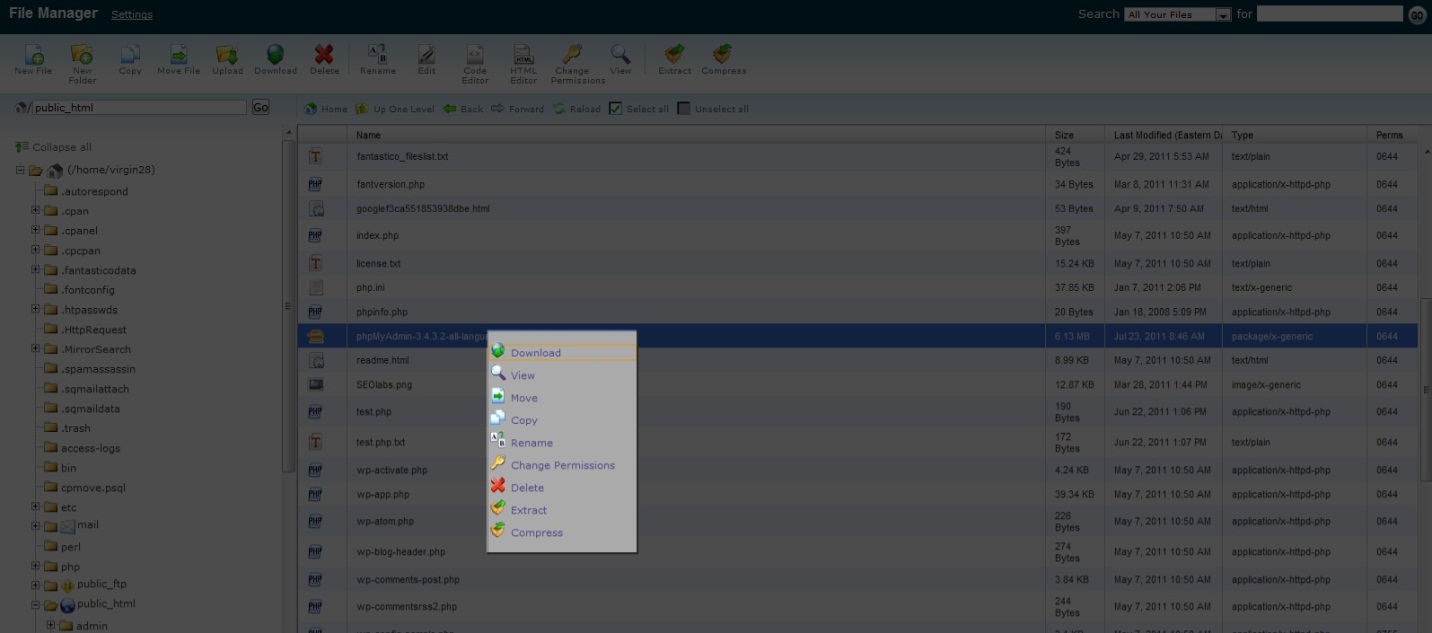 File Manager Settings Search All Your Files for GO
New File New Folder Copy Move File Upload Download Delete Rename Edit Code Editor HTML Editor Change Permissions View Extract Compress
/ public_html Go
Home Up One Level Back Forward Reload Select all Unselect all
Collapse all
(/home/virgin28)
.autorespond
.cpan
.cpanel
.cpcpan
.fantasticodata
.fontconfig
.htpasswds
.HttpRequest
.MirrorSearch
.spamassassin
.sqmailattach
.sqmaildata
.trash
access-logs
bin
cpmove.psql
etc
mail
perl
php
public_ftp
public_html
admin
Name Size Last Modified (Eastern Da Type Perms
fantastico_fileslist.txt 424 Bytes Apr 29, 2011 5:53 AM text/plain 0644
fantversion.php 34 Bytes Mar 8, 2011 11:31 AM application/x-httpd-php 0644
googlef3ca551853938dbe.html 53 Bytes Apr 9, 2011 7:50 AM text/html 0644
index.php 397 Bytes May 7, 2011 10:50 AM application/x-httpd-php 0644
license.txt 15.24 KB May 7, 2011 10:50 AM text/plain 0644
php.ini 37.85 KB Jan 7, 2011 2:06 PM text/x-generic 0644
phpinfo.php 20 Bytes Jan 18, 2008 5:09 PM application/x-httpd-php 0644
phpMyAdmin-3.4.3.2-all-langu 6.13 MB Jul 23, 2011 8:46 AM package/x-generic 0644
readme.html 8.99 KB May 7, 2011 10:50 AM text/html 0644
SEOlabs.png 12.87 KB Mar 28, 2011 1:44 PM image/x-generic 0644
test.php 190 Bytes Jun 22, 2011 1:06 PM application/x-httpd-php 0644
test.php.txt 172 Bytes Jun 22, 2011 1:07 PM text/plain 0644
wp-activate.php 4.24 KB May 7, 2011 10:50 AM application/x-httpd-php 0644
wp-app.php 39.34 KB May 7, 2011 10:50 AM application/x-httpd-php 0644
wp-atom.php 226 Bytes May 7, 2011 10:50 AM application/x-httpd-php 0644
wp-blog-header.php 274 Bytes May 7, 2011 10:50 AM application/x-httpd-php 0644
wp-comments-post.php 3.84 KB May 7, 2011 10:50 AM application/x-httpd-php 0644
wp-commentsrss2.php 244 Bytes May 7, 2011 10:50 AM application/x-httpd-php 0644
Download
View
Move
Copy
Rename
Change Permissions
Delete
Extract
Compress